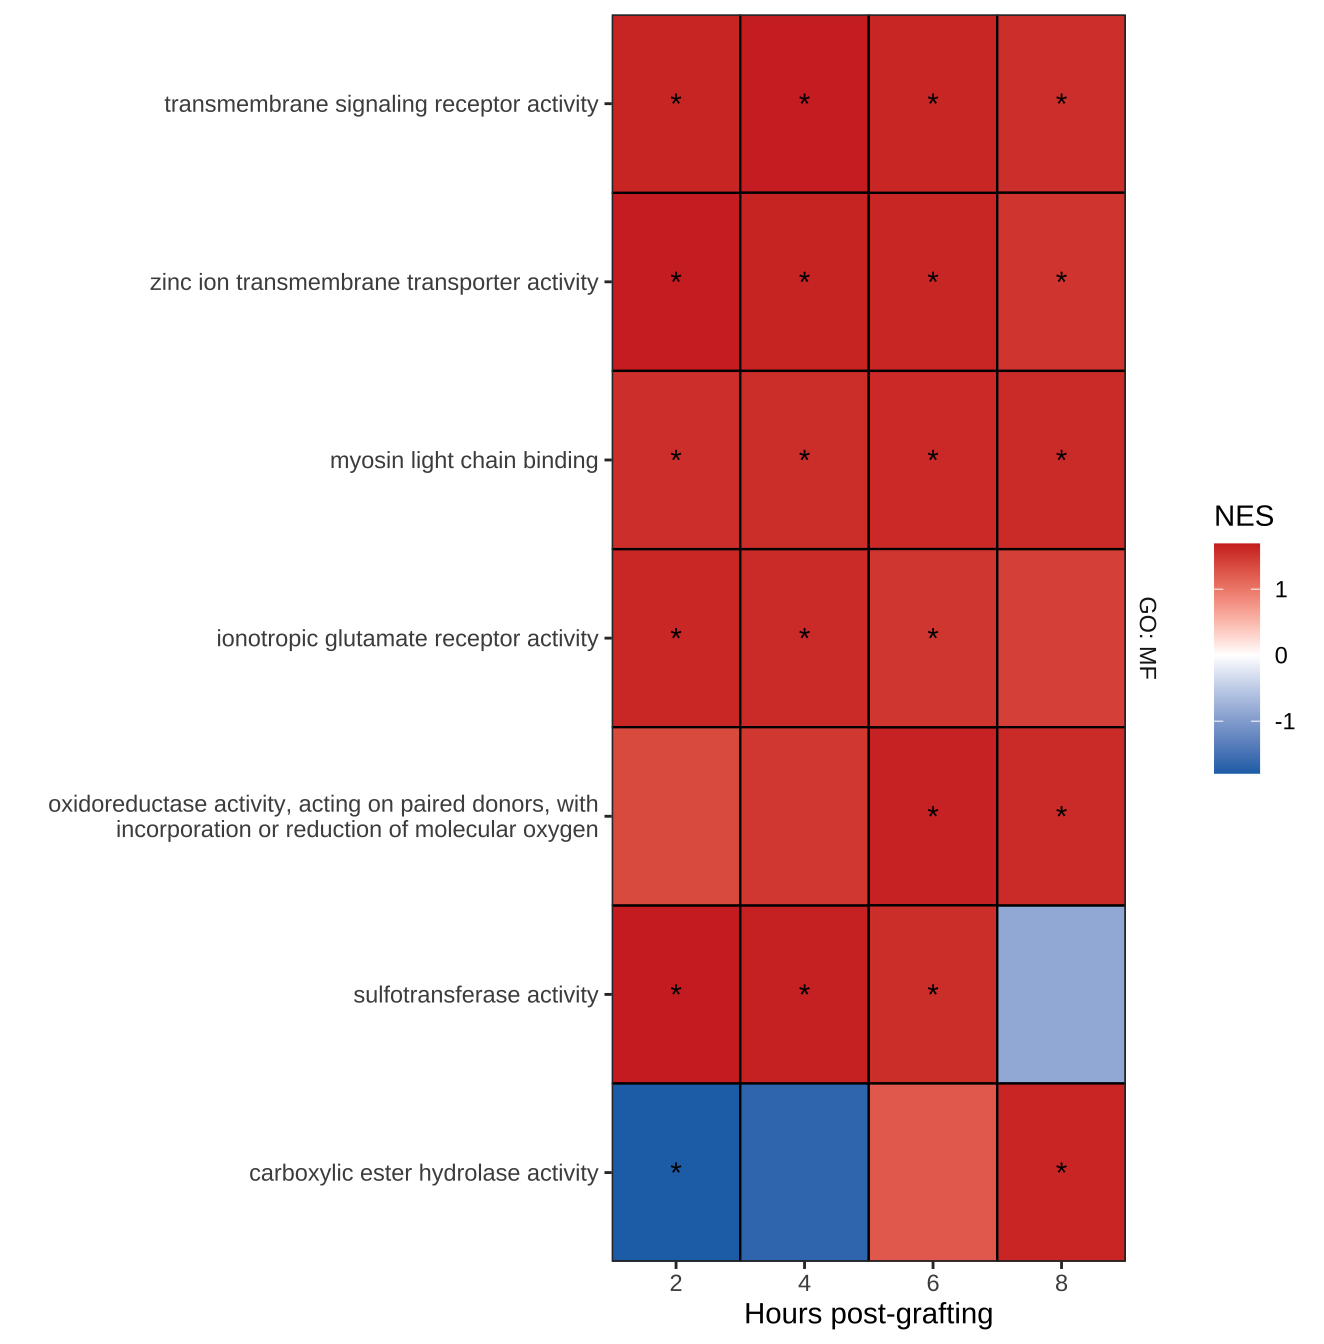 transmembrane signaling receptor activity
* * * *
zinc ion transmembrane transporter activity
* * * *
myosin light chain binding
* * * *
ionotropic glutamate receptor activity
* * *
oxidoreductase activity, acting on paired donors, with
incorporation or reduction of molecular oxygen
* *
sulfotransferase activity
* * *
carboxylic ester hydrolase activity
* *
2 4 6 8
Hours post-grafting
GO: MF
NES
1
0
-1